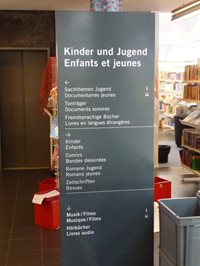 Kinder und Jugend
Enfants et jeunes
←
Sachthemen Jugend
Documentaires jeunes
Tonträger
Documents sonores
Fremdsprachige Bücher
Livres en langues étrangères
↖
Kinder
Enfants
Comics
Bandes dessinées
Romane Jugend
Romans jeunes
Zeitschriften
Revues
↓
Musik/Filme
Musique/Films
Hörbücher
Livres audio